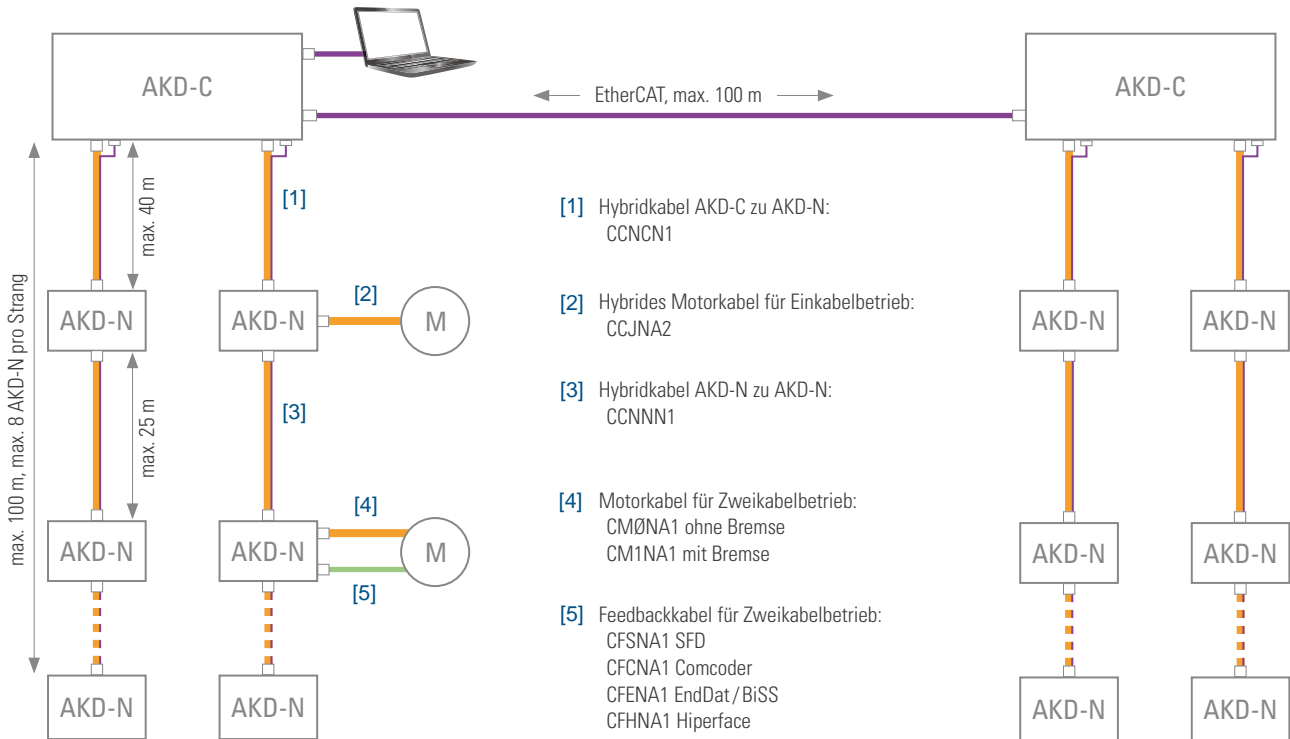 AKD-C
EtherCAT, max. 100 m
AKD-C
max. 100 m, max. 8 AKD-N pro Strang
max. 40 m
[1]
[1] Hybridkabel AKD-C zu AKD-N:
CCNCN1
AKD-N
AKD-N
[2]
M
[2] Hybrides Motorkabel für Einkabelbetrieb:
CCJNA2
AKD-N
AKD-N
max. 25 m
[3]
[3] Hybridkabel AKD-N zu AKD-N:
CCNNN1
AKD-N
AKD-N
[4]
M
[5]
[4] Motorkabel für Zweikabelbetrieb:
CMØNA1 ohne Bremse
CM1NA1 mit Bremse
AKD-N
AKD-N
[5] Feedbackkabel für Zweikabelbetrieb:
CFSNA1 SFD
CFCNA1 Comcoder
CFENA1 EnDat / BiSS
CFHNA1 Hiperface
AKD-N
AKD-N
AKD-N
AKD-N